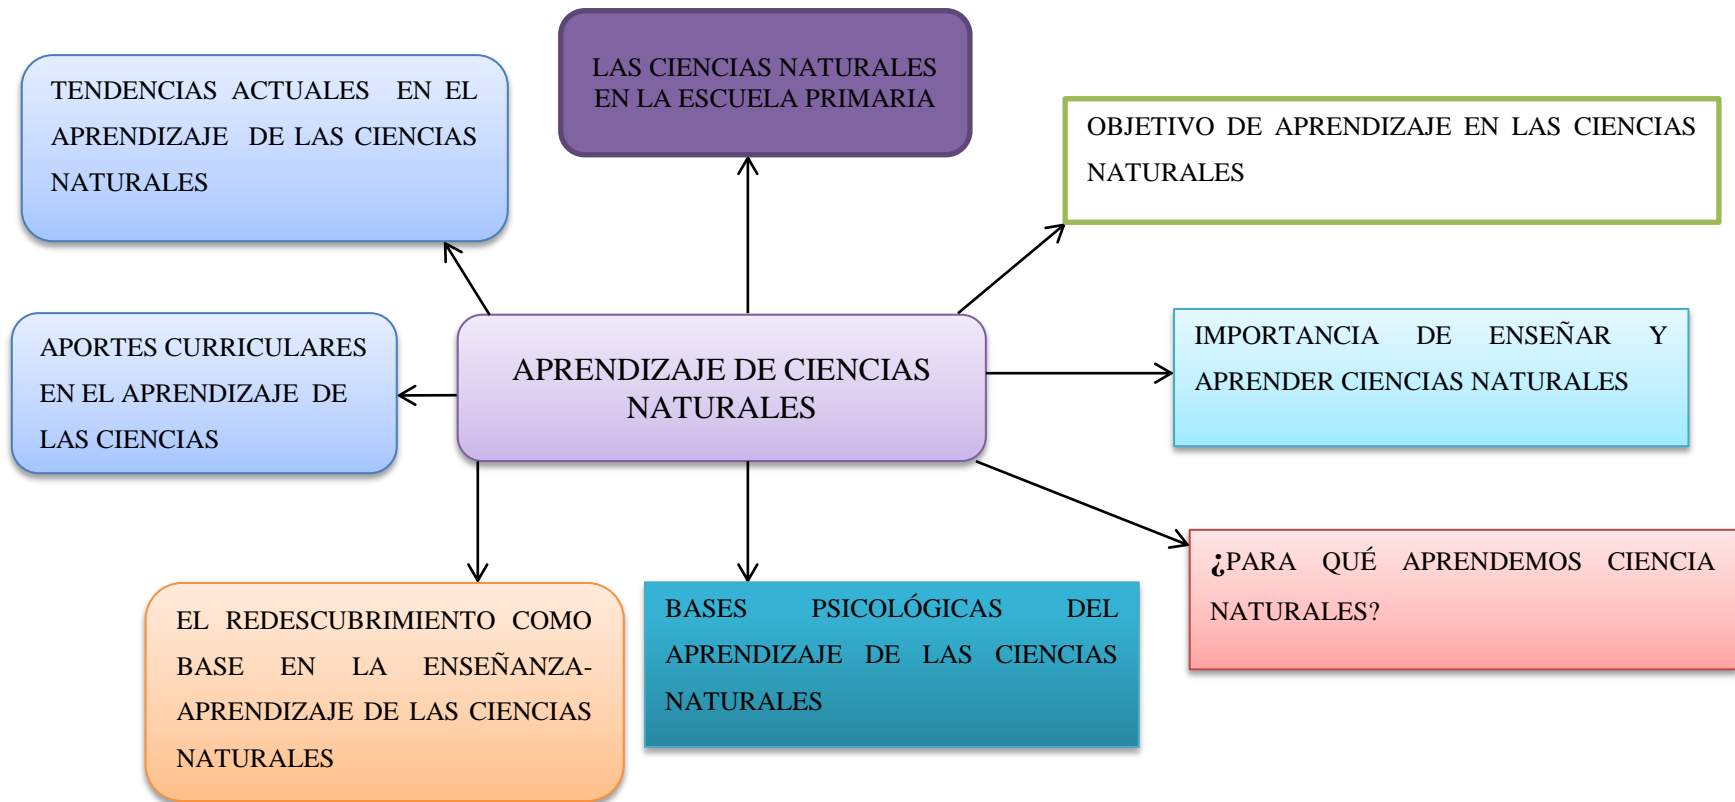 LAS CIENCIAS NATURALES
EN LA ESCUELA PRIMARIA
TENDENCIAS ACTUALES EN EL
APRENDIZAJE DE LAS CIENCIAS
NATURALES
OBJETIVO DE APRENDIZAJE EN LAS CIENCIAS
NATURALES
APORTES CURRICULARES
EN EL APRENDIZAJE DE
LAS CIENCIAS
APRENDIZAJE DE CIENCIAS
NATURALES
IMPORTANCIA DE ENSEÑAR Y
APRENDER CIENCIAS NATURALES
EL REDESCUBRIMIENTO COMO
BASE EN LA ENSEÑANZA-
APRENDIZAJE DE LAS CIENCIAS
NATURALES
BASES PSICOLÓGICAS DEL
APRENDIZAJE DE LAS CIENCIAS
NATURALES
¿PARA QUÉ APRENDEMOS CIENCIA
NATURALES?